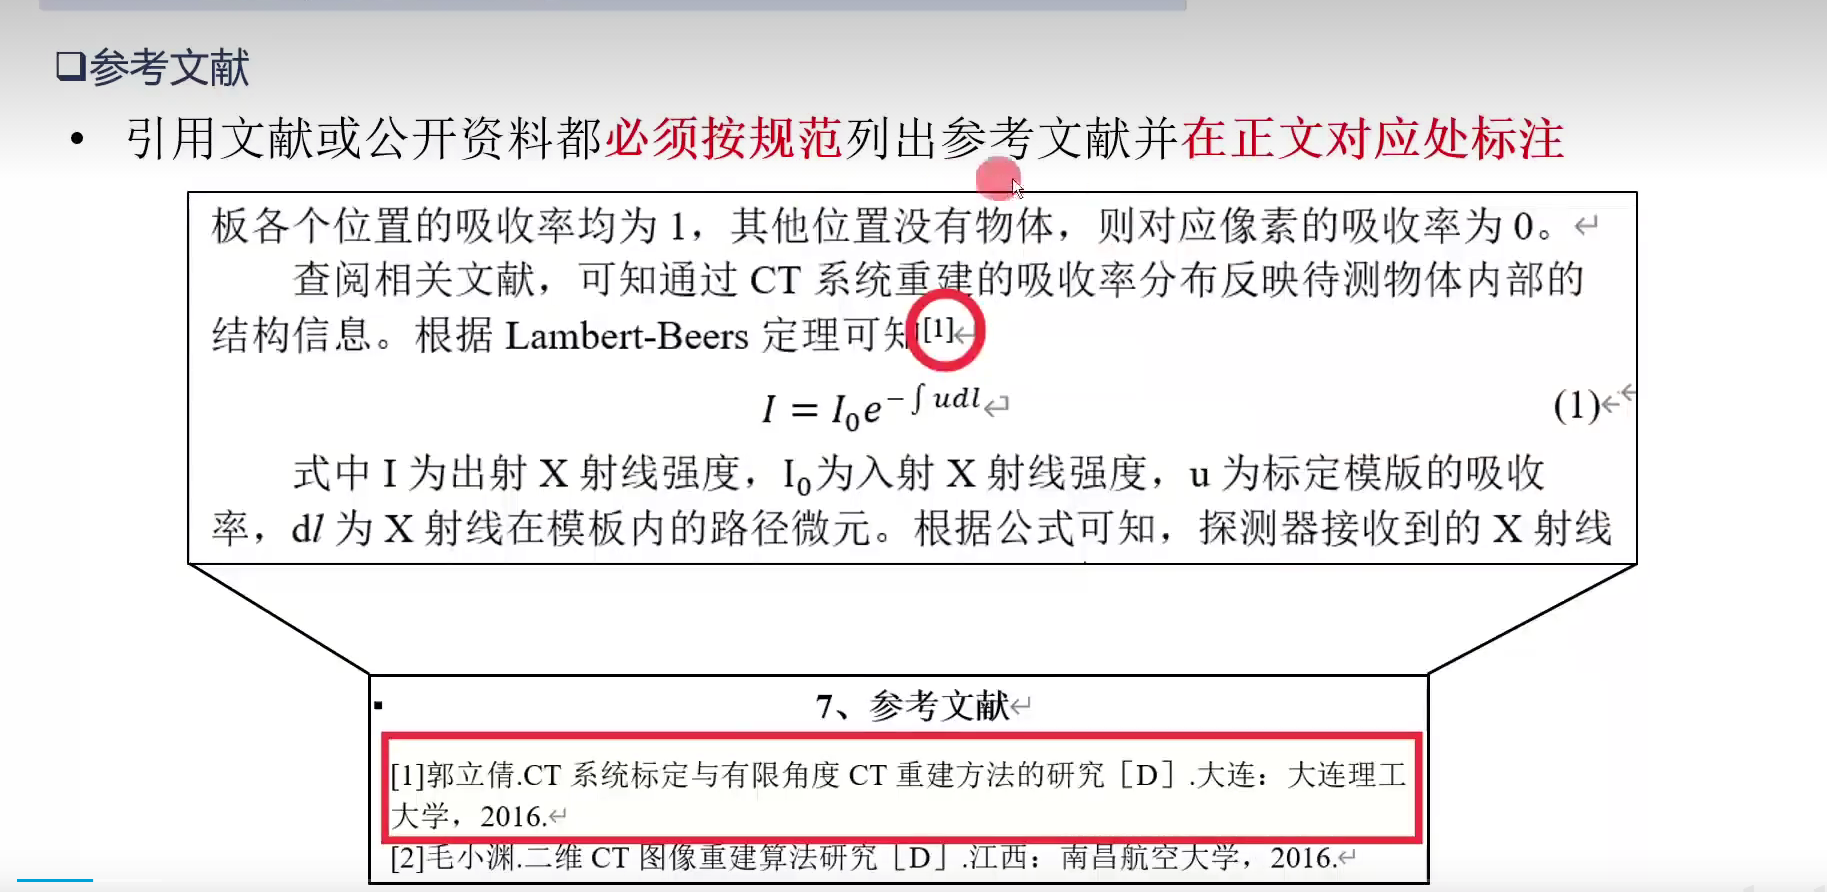 ❑参考文献
• 引用文献或公开资料都必须按规范列出参考文献并在正文对应处标注
板各个位置的吸收率均为 1，其他位置没有物体，则对应像素的吸收率为 0。↵
查阅相关文献，可知通过 CT 系统重建的吸收率分布反映待测物体内部的
结构信息。根据 Lambert-Beers 定理可知[1]↵
I = I₀e^{−∫udl}↵ (1)↵
式中 I 为出射 X 射线强度，I₀为入射 X 射线强度，u 为标定模版的吸收
率，dl 为 X 射线在模板内的路径微元。根据公式可知，探测器接收到的 X 射线
7、参考文献↵
[1]郭立倩.CT 系统标定与有限角度 CT 重建方法的研究［D］.大连：大连理工
大学，2016.↵
[2]毛小渊.二维 CT 图像重建算法研究［D］.江西：南昌航空大学，2016.↵